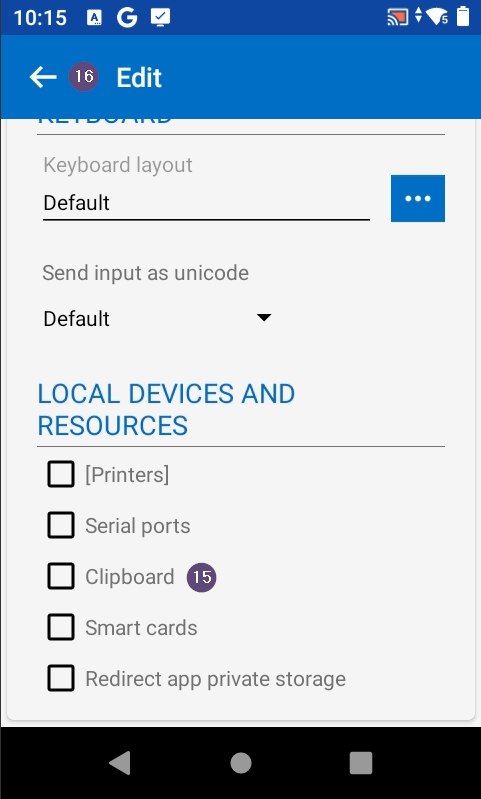 10:15
16 Edit
KEYBOARD
Keyboard layout
Default
Send input as unicode
Default
LOCAL DEVICES AND
RESOURCES
[Printers]
Serial ports
Clipboard 15
Smart cards
Redirect app private storage